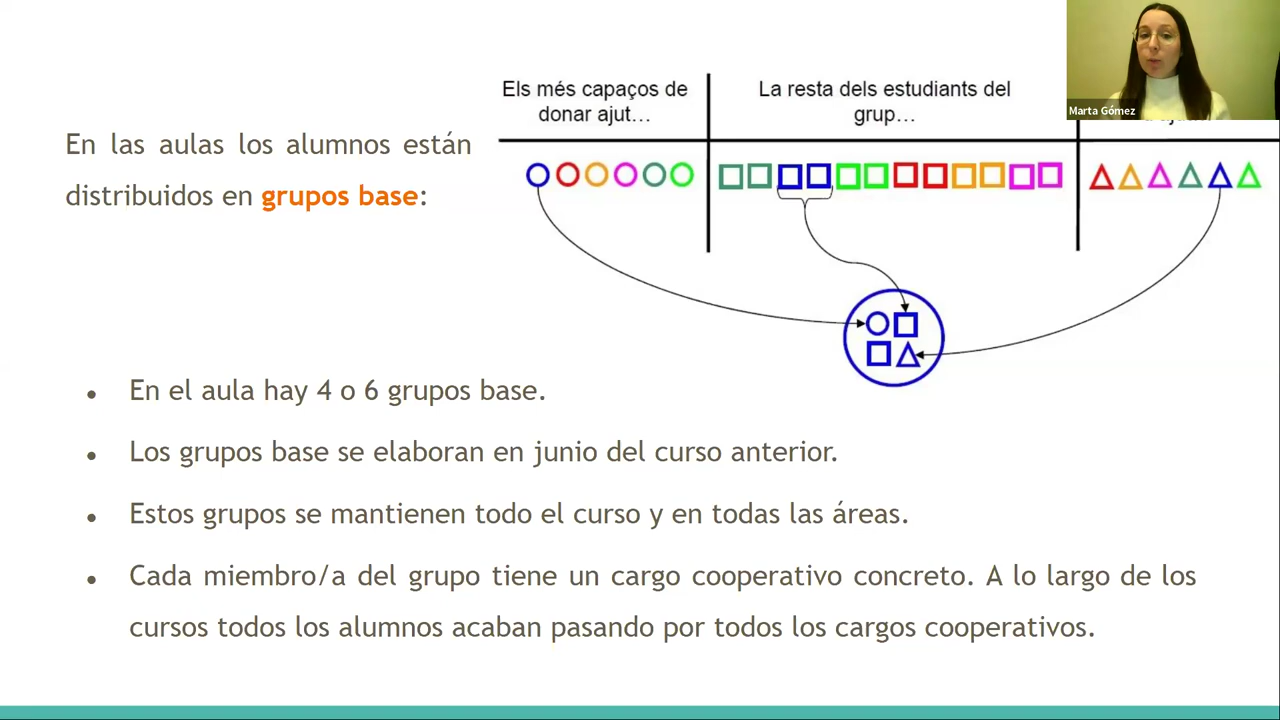 Els més capaços de
donar ajut…
La resta dels estudiants del
grup…
Marta Gómez
En las aulas los alumnos están
distribuidos en grupos base:
● En el aula hay 4 o 6 grupos base.
● Los grupos base se elaboran en junio del curso anterior.
● Estos grupos se mantienen todo el curso y en todas las áreas.
● Cada miembro/a del grupo tiene un cargo cooperativo concreto. A lo largo de los
cursos todos los alumnos acaban pasando por todos los cargos cooperativos.